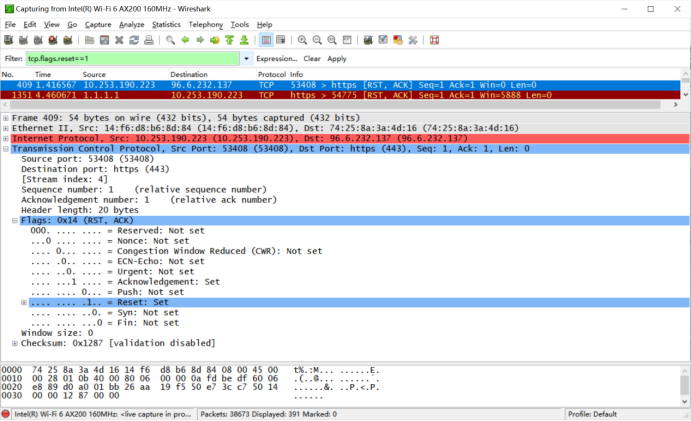 Capturing from Intel(R) Wi-Fi 6 AX200 160MHz - Wireshark
File Edit View Go Capture Analyze Statistics Telephony Tools Help
Filter: tcp.flags.reset==1 Expression... Clear Apply
No. Time Source Destination Protocol Info
409 1.416567 10.253.190.223 96.6.232.137 TCP 53408 > https [RST, ACK] Seq=1 Ack=1 Win=0 Len=0
1351 4.460671 1.1.1.1 10.253.190.223 TCP https > 54775 [RST, ACK] Seq=1 Ack=1 Win=5888 Len=0
Frame 409: 54 bytes on wire (432 bits), 54 bytes captured (432 bits)
Ethernet II, Src: 14:f6:d8:b6:8d:84 (14:f6:d8:b6:8d:84), Dst: 74:25:8a:3a:4d:16 (74:25:8a:3a:4d:16)
Internet Protocol, Src: 10.253.190.223 (10.253.190.223), Dst: 96.6.232.137 (96.6.232.137)
Transmission Control Protocol, Src Port: 53408 (53408), Dst Port: https (443), Seq: 1, Ack: 1, Len: 0
Source port: 53408 (53408)
Destination port: https (443)
[Stream index: 4]
Sequence number: 1 (relative sequence number)
Acknowledgement number: 1 (relative ack number)
Header length: 20 bytes
Flags: 0x14 (RST, ACK)
000. .... .... = Reserved: Not set
...0 .... .... = Nonce: Not set
.... 0... .... = Congestion Window Reduced (CWR): Not set
.... .0.. .... = ECN-Echo: Not set
.... ..0. .... = Urgent: Not set
.... ...1 .... = Acknowledgement: Set
.... .... 0... = Push: Not set
.... .... .1.. = Reset: Set
.... .... ..0. = Syn: Not set
.... .... ...0 = Fin: Not set
Window size: 0
Checksum: 0x1287 [validation disabled]
0000 74 25 8a 3a 4d 16 14 f6 d8 b6 8d 84 08 00 45 00 t%.:M... ......E.
0010 00 28 01 0b 40 00 80 06 00 00 0a fd be df 60 06 .(..@... ......`.
0020 e8 89 d0 a0 01 bb 26 aa 19 f5 50 e7 3c c7 50 14 ......&. ..P.<.P.
0030 00 00 12 87 00 00 ......
Intel(R) Wi-Fi 6 AX200 160MHz: <live capture in pro... Packets: 38673 Displayed: 391 Marked: 0 Profile: Default